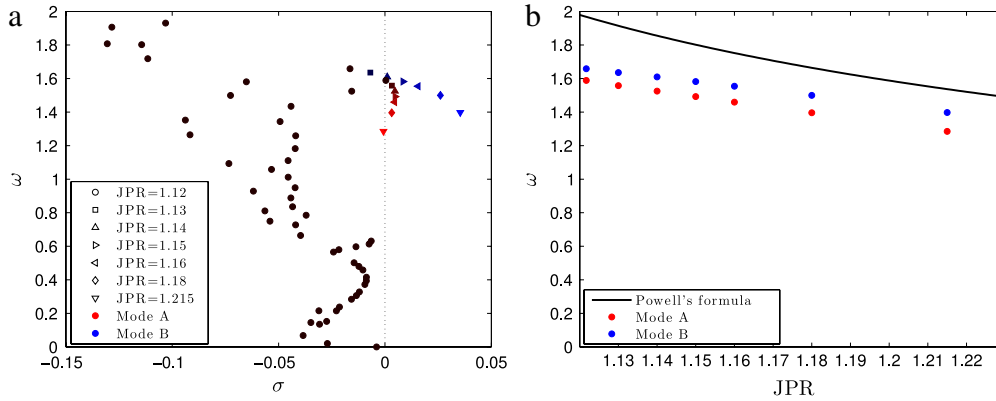 a
ω
2
1.8
1.6
1.4
1.2
1
0.8
0.6
0.4
0.2
0
−0.15
−0.1
−0.05
0
0.05
σ
JPR=1.12
JPR=1.13
JPR=1.14
JPR=1.15
JPR=1.16
JPR=1.18
JPR=1.215
Mode A
Mode B
b
ω
2
1.8
1.6
1.4
1.2
1
0.8
0.6
0.4
0.2
0
1.13
1.14
1.15
1.16
1.17
1.18
1.19
1.2
1.21
1.22
JPR
Powell's formula
Mode A
Mode B